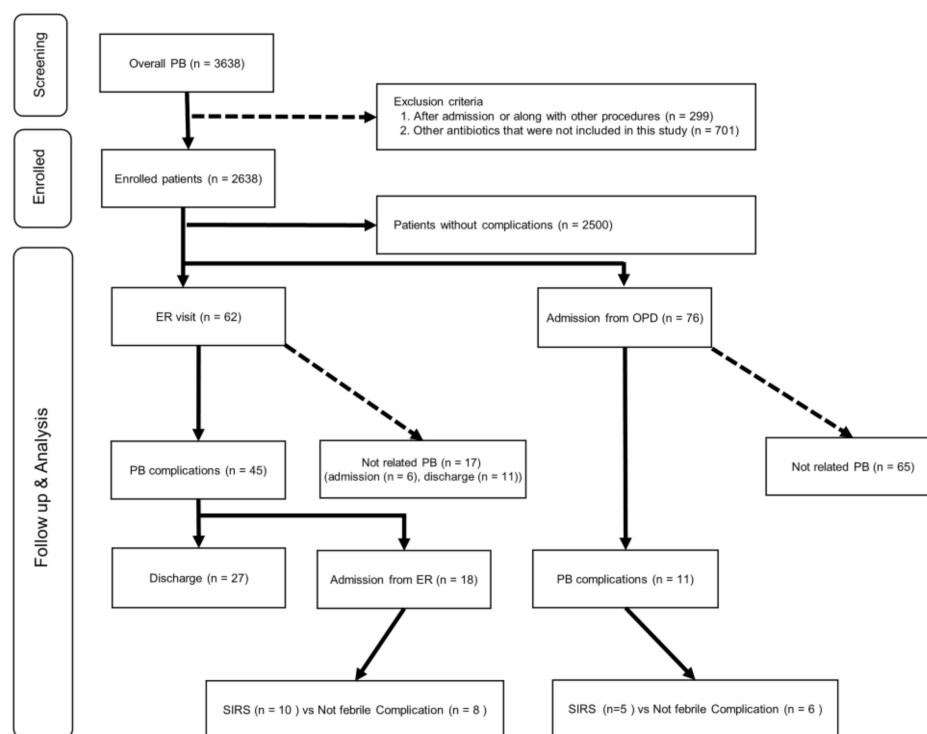 Screening
Overall PB (n = 3638)
Exclusion criteria
1. After admission or along with other procedures (n = 299)
2. Other antibiotics that were not included in this study (n = 701)
Enrolled
Enrolled patients (n = 2638)
Patients without complications (n = 2500)
Follow up & Analysis
ER visit (n = 62)
Admission from OPD (n = 76)
PB complications (n = 45)
Not related PB (n = 17)
(admission (n = 6), discharge (n = 11))
Not related PB (n = 65)
Discharge (n = 27)
Admission from ER (n = 18)
PB complications (n = 11)
SIRS (n = 10 ) vs Not febrile Complication (n = 8 )
SIRS (n=5 ) vs Not febrile Complication (n = 6 )